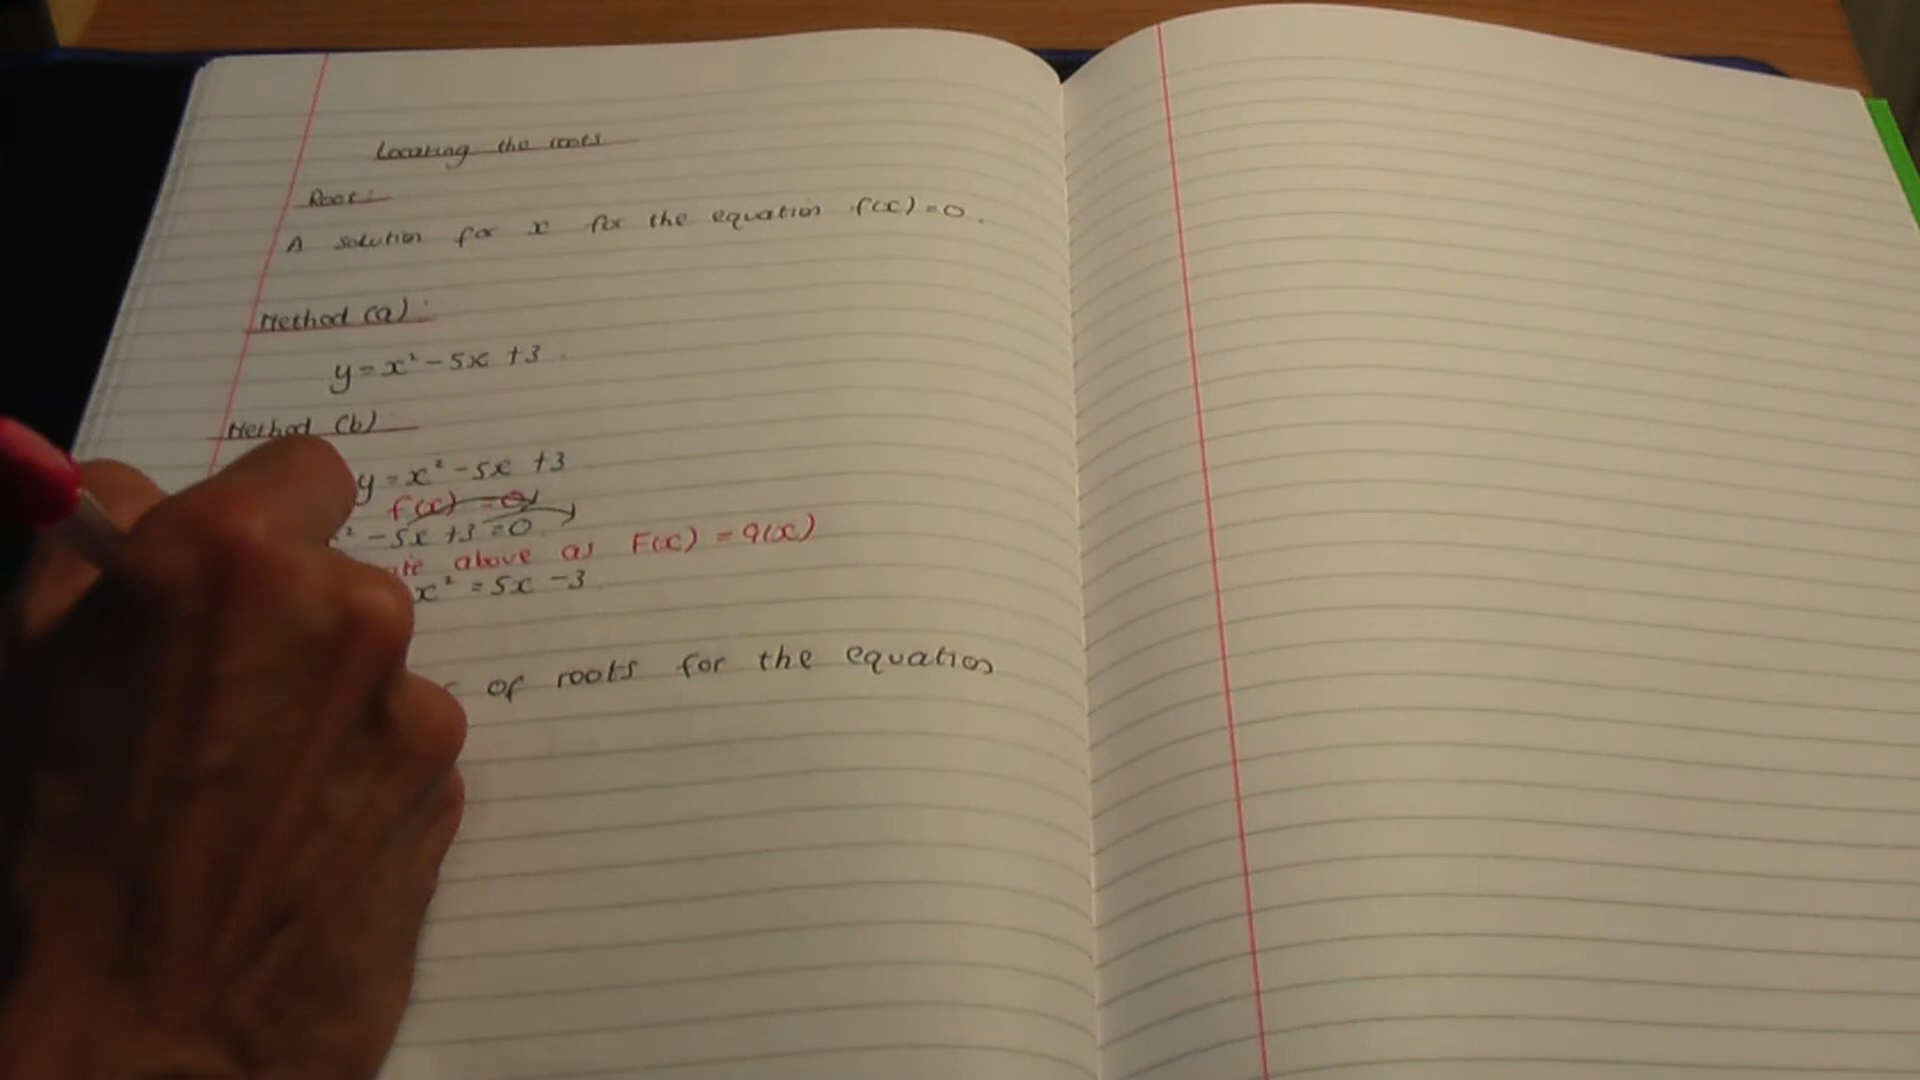 Locating the roots
Root:
A solution for x for the equation f(x) = 0.
Method (a):
y = x² - 5x + 3
Method (b)
y = x² - 5x + 3
f(x) = 0
² - 5x + 3 = 0
above as F(x) = g(x)
x² = 5x - 3
of roots for the equation